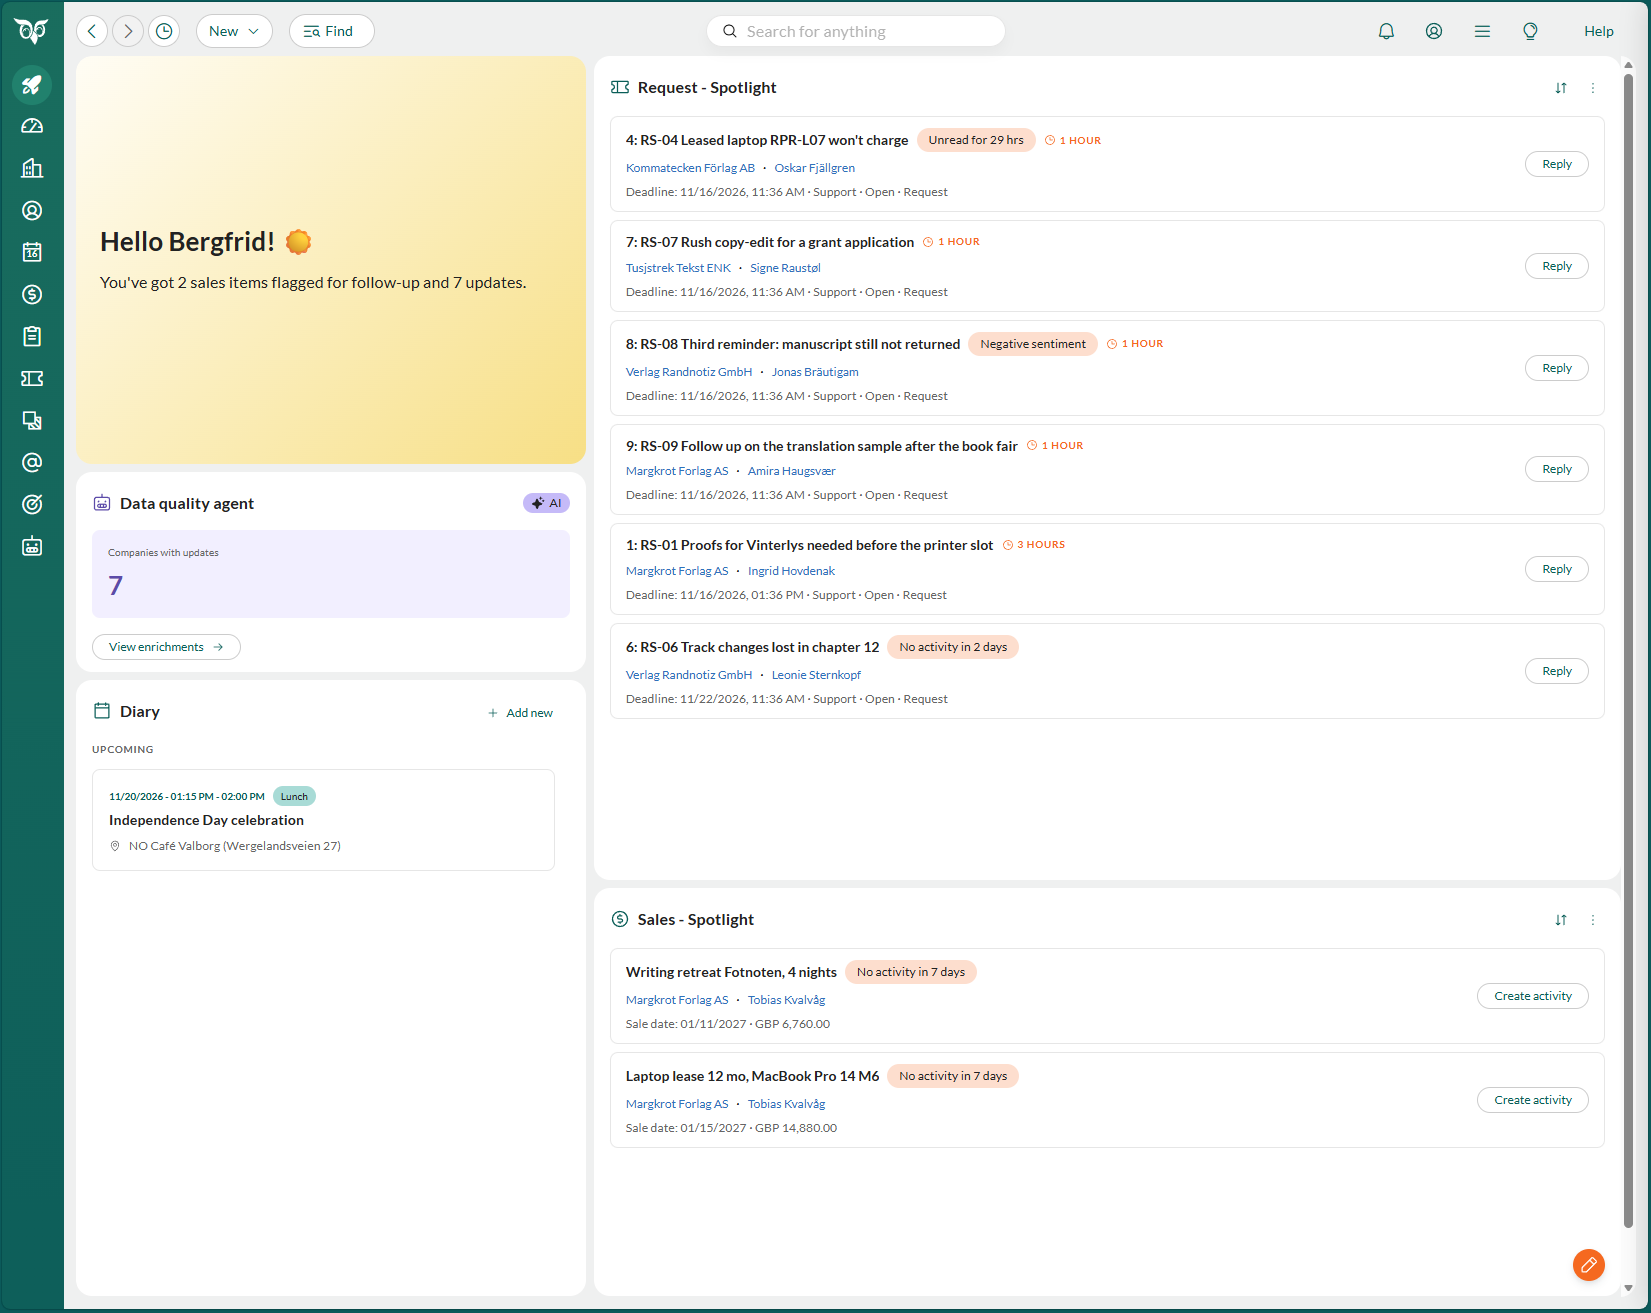 New
Find
Search for anything
Help
16
Hello Bergfrid!
You've got 2 sales items flagged for follow-up and 7 updates.
Data quality agent
AI
Companies with updates
7
View enrichments
Diary
Add new
UPCOMING
11/20/2026 - 01:15 PM - 02:00 PM Lunch
Independence Day celebration
NO Café Valborg (Wergelandsveien 27)
Request - Spotlight
4: RS-04 Leased laptop RPR-L07 won't charge Unread for 29 hrs 1 HOUR
Kommatecken Förlag AB · Oskar Fjällgren
Deadline: 11/16/2026, 11:36 AM · Support · Open · Request
Reply
7: RS-07 Rush copy-edit for a grant application 1 HOUR
Tusjstrek Tekst ENK · Signe Raustøl
Deadline: 11/16/2026, 11:36 AM · Support · Open · Request
Reply
8: RS-08 Third reminder: manuscript still not returned Negative sentiment 1 HOUR
Verlag Randnotiz GmbH · Jonas Bräutigam
Deadline: 11/16/2026, 11:36 AM · Support · Open · Request
Reply
9: RS-09 Follow up on the translation sample after the book fair 1 HOUR
Margkrot Forlag AS · Amira Haugsvær
Deadline: 11/16/2026, 11:36 AM · Support · Open · Request
Reply
1: RS-01 Proofs for Vinterlys needed before the printer slot 3 HOURS
Margkrot Forlag AS · Ingrid Hovdenak
Deadline: 11/16/2026, 01:36 PM · Support · Open · Request
Reply
6: RS-06 Track changes lost in chapter 12 No activity in 2 days
Verlag Randnotiz GmbH · Leonie Sternkopf
Deadline: 11/22/2026, 11:36 AM · Support · Open · Request
Reply
Sales - Spotlight
Writing retreat Fotnoten, 4 nights No activity in 7 days
Margkrot Forlag AS · Tobias Kvalvåg
Sale date: 01/11/2027 · GBP 6,760.00
Create activity
Laptop lease 12 mo, MacBook Pro 14 M6 No activity in 7 days
Margkrot Forlag AS · Tobias Kvalvåg
Sale date: 01/15/2027 · GBP 14,880.00
Create activity